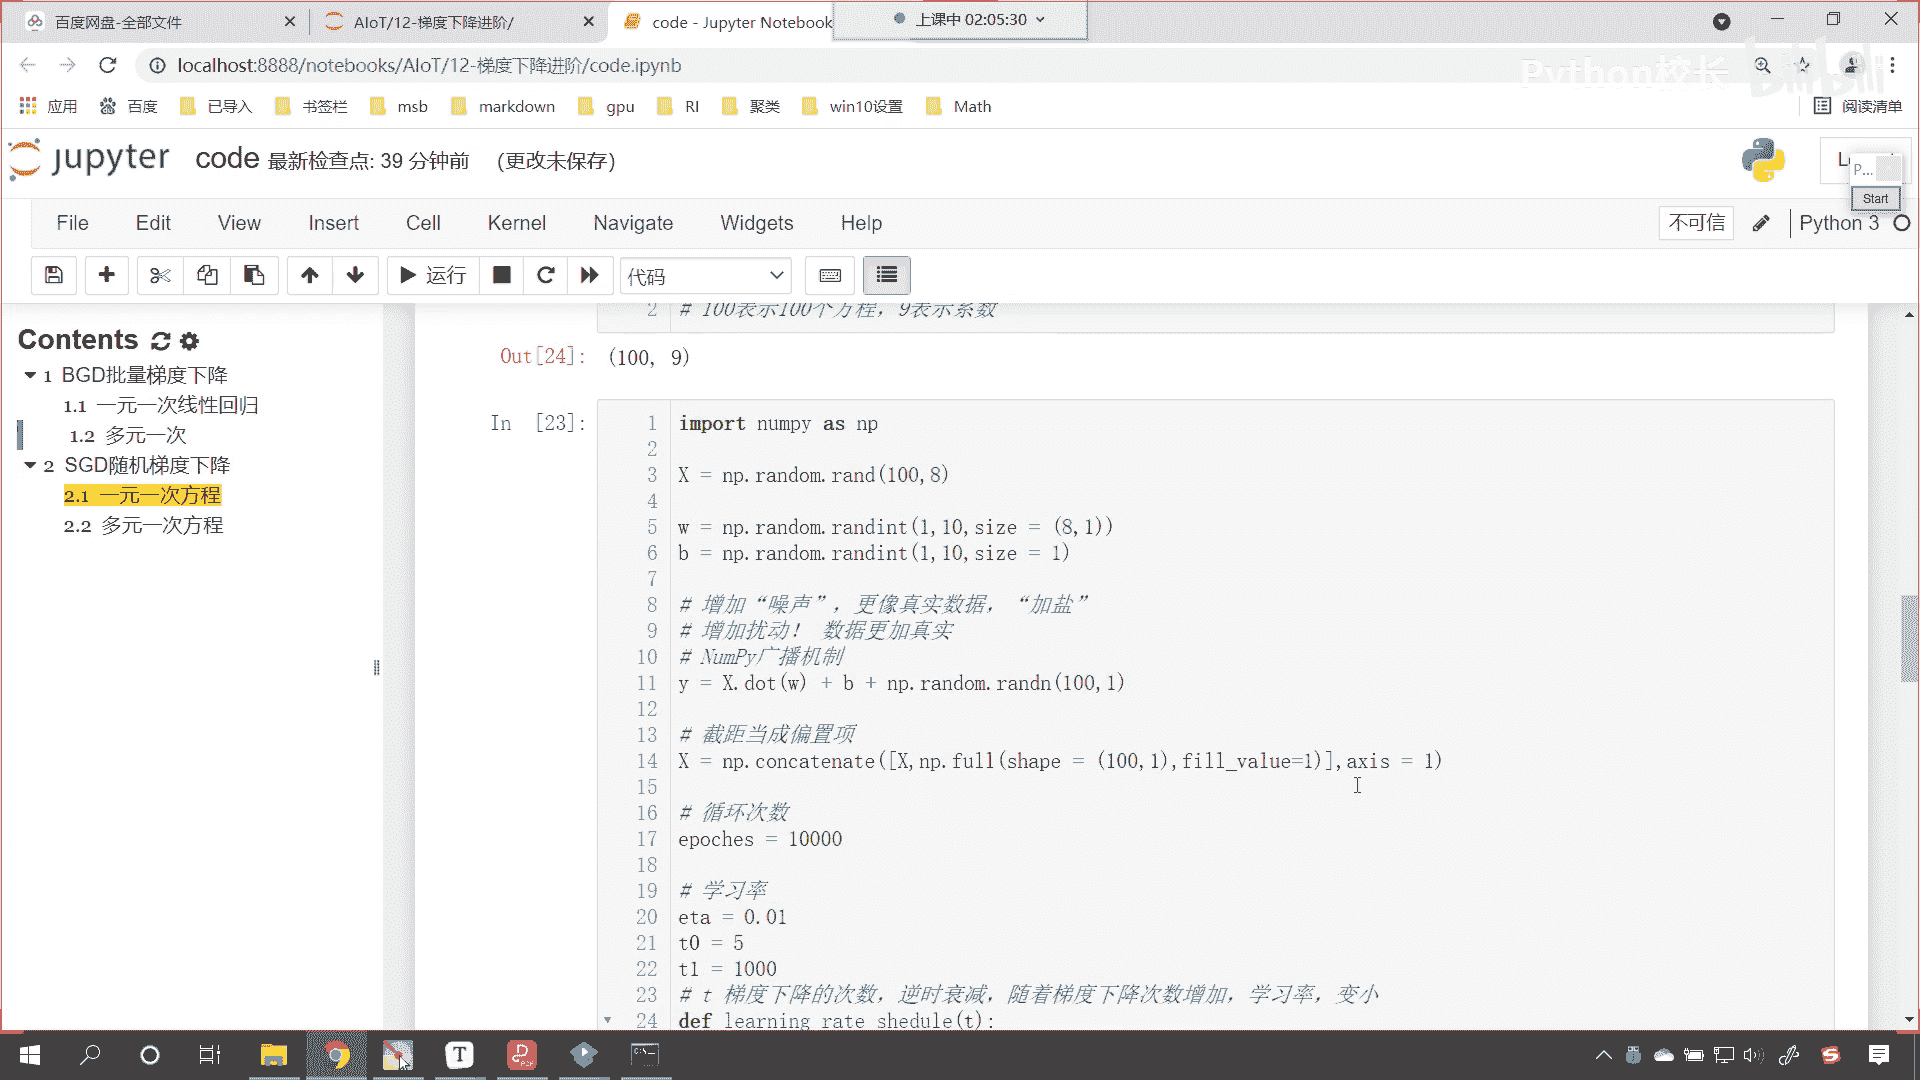 百度网盘-全部文件
AIoT/12-梯度下降进阶/
code - Jupyter Notebook
上课中 02:05:30
localhost:8888/notebooks/AIoT/12-梯度下降进阶/code.ipynb
Python校长
bilibili
应用 百度 已导入 书签栏 msb markdown gpu RI 聚类 win10设置 Math 阅读清单
jupyter code 最新检查点: 39 分钟前 (更改未保存)
P...
Start
File Edit View Insert Cell Kernel Navigate Widgets Help 不可信 Python 3
运行 代码
Contents
1 BGD批量梯度下降
1.1 一元一次线性回归
1.2 多元一次
2 SGD随机梯度下降
2.1 一元一次方程
2.2 多元一次方程
2 # 100表示100个方程，9表示系数
Out[24]: (100, 9)
In [23]:
1 import numpy as np
2
3 X = np.random.rand(100,8)
4
5 w = np.random.randint(1,10,size = (8,1))
6 b = np.random.randint(1,10,size = 1)
7
8 # 增加“噪声”，更像真实数据，“加盐”
9 # 增加扰动！ 数据更加真实
10 # NumPy广播机制
11 y = X.dot(w) + b + np.random.randn(100,1)
12
13 # 截距当成偏置项
14 X = np.concatenate([X,np.full(shape = (100,1),fill_value=1)],axis = 1)
15
16 # 循环次数
17 epoches = 10000
18
19 # 学习率
20 eta = 0.01
21 t0 = 5
22 t1 = 1000
23 # t 梯度下降的次数，逆时衰减，随着梯度下降次数增加，学习率，变小
24 def learning_rate_shedule(t):